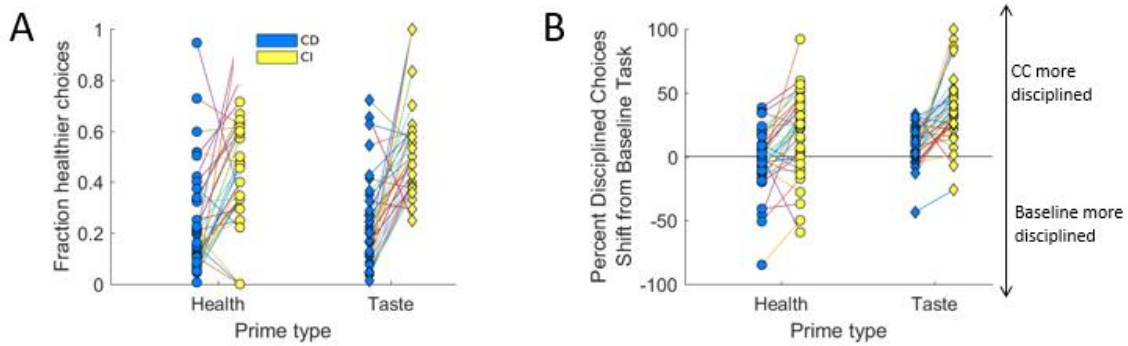 A
Fraction healthier choices
1
0.8
0.6
0.4
0.2
0
CD
CI
Health
Taste
Prime type
B
Percent Disciplined Choices
Shift from Baseline Task
100
50
0
-50
-100
Health
Taste
Prime type
CC more
disciplined
Baseline more
disciplined